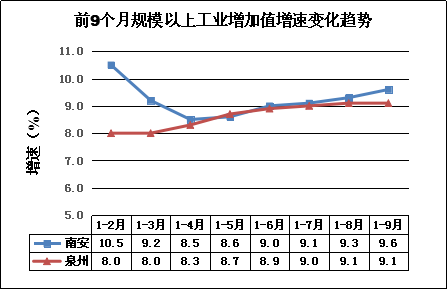 前9个月规模以上工业增加值增速变化趋势
增速（%）
11.0
10.0
9.0
8.0
7.0
6.0
5.0
1-2月 1-3月 1-4月 1-5月 1-6月 1-7月 1-8月 1-9月
南安 10.5 9.2 8.5 8.6 9.0 9.1 9.3 9.6
泉州 8.0 8.0 8.3 8.7 8.9 9.0 9.1 9.1